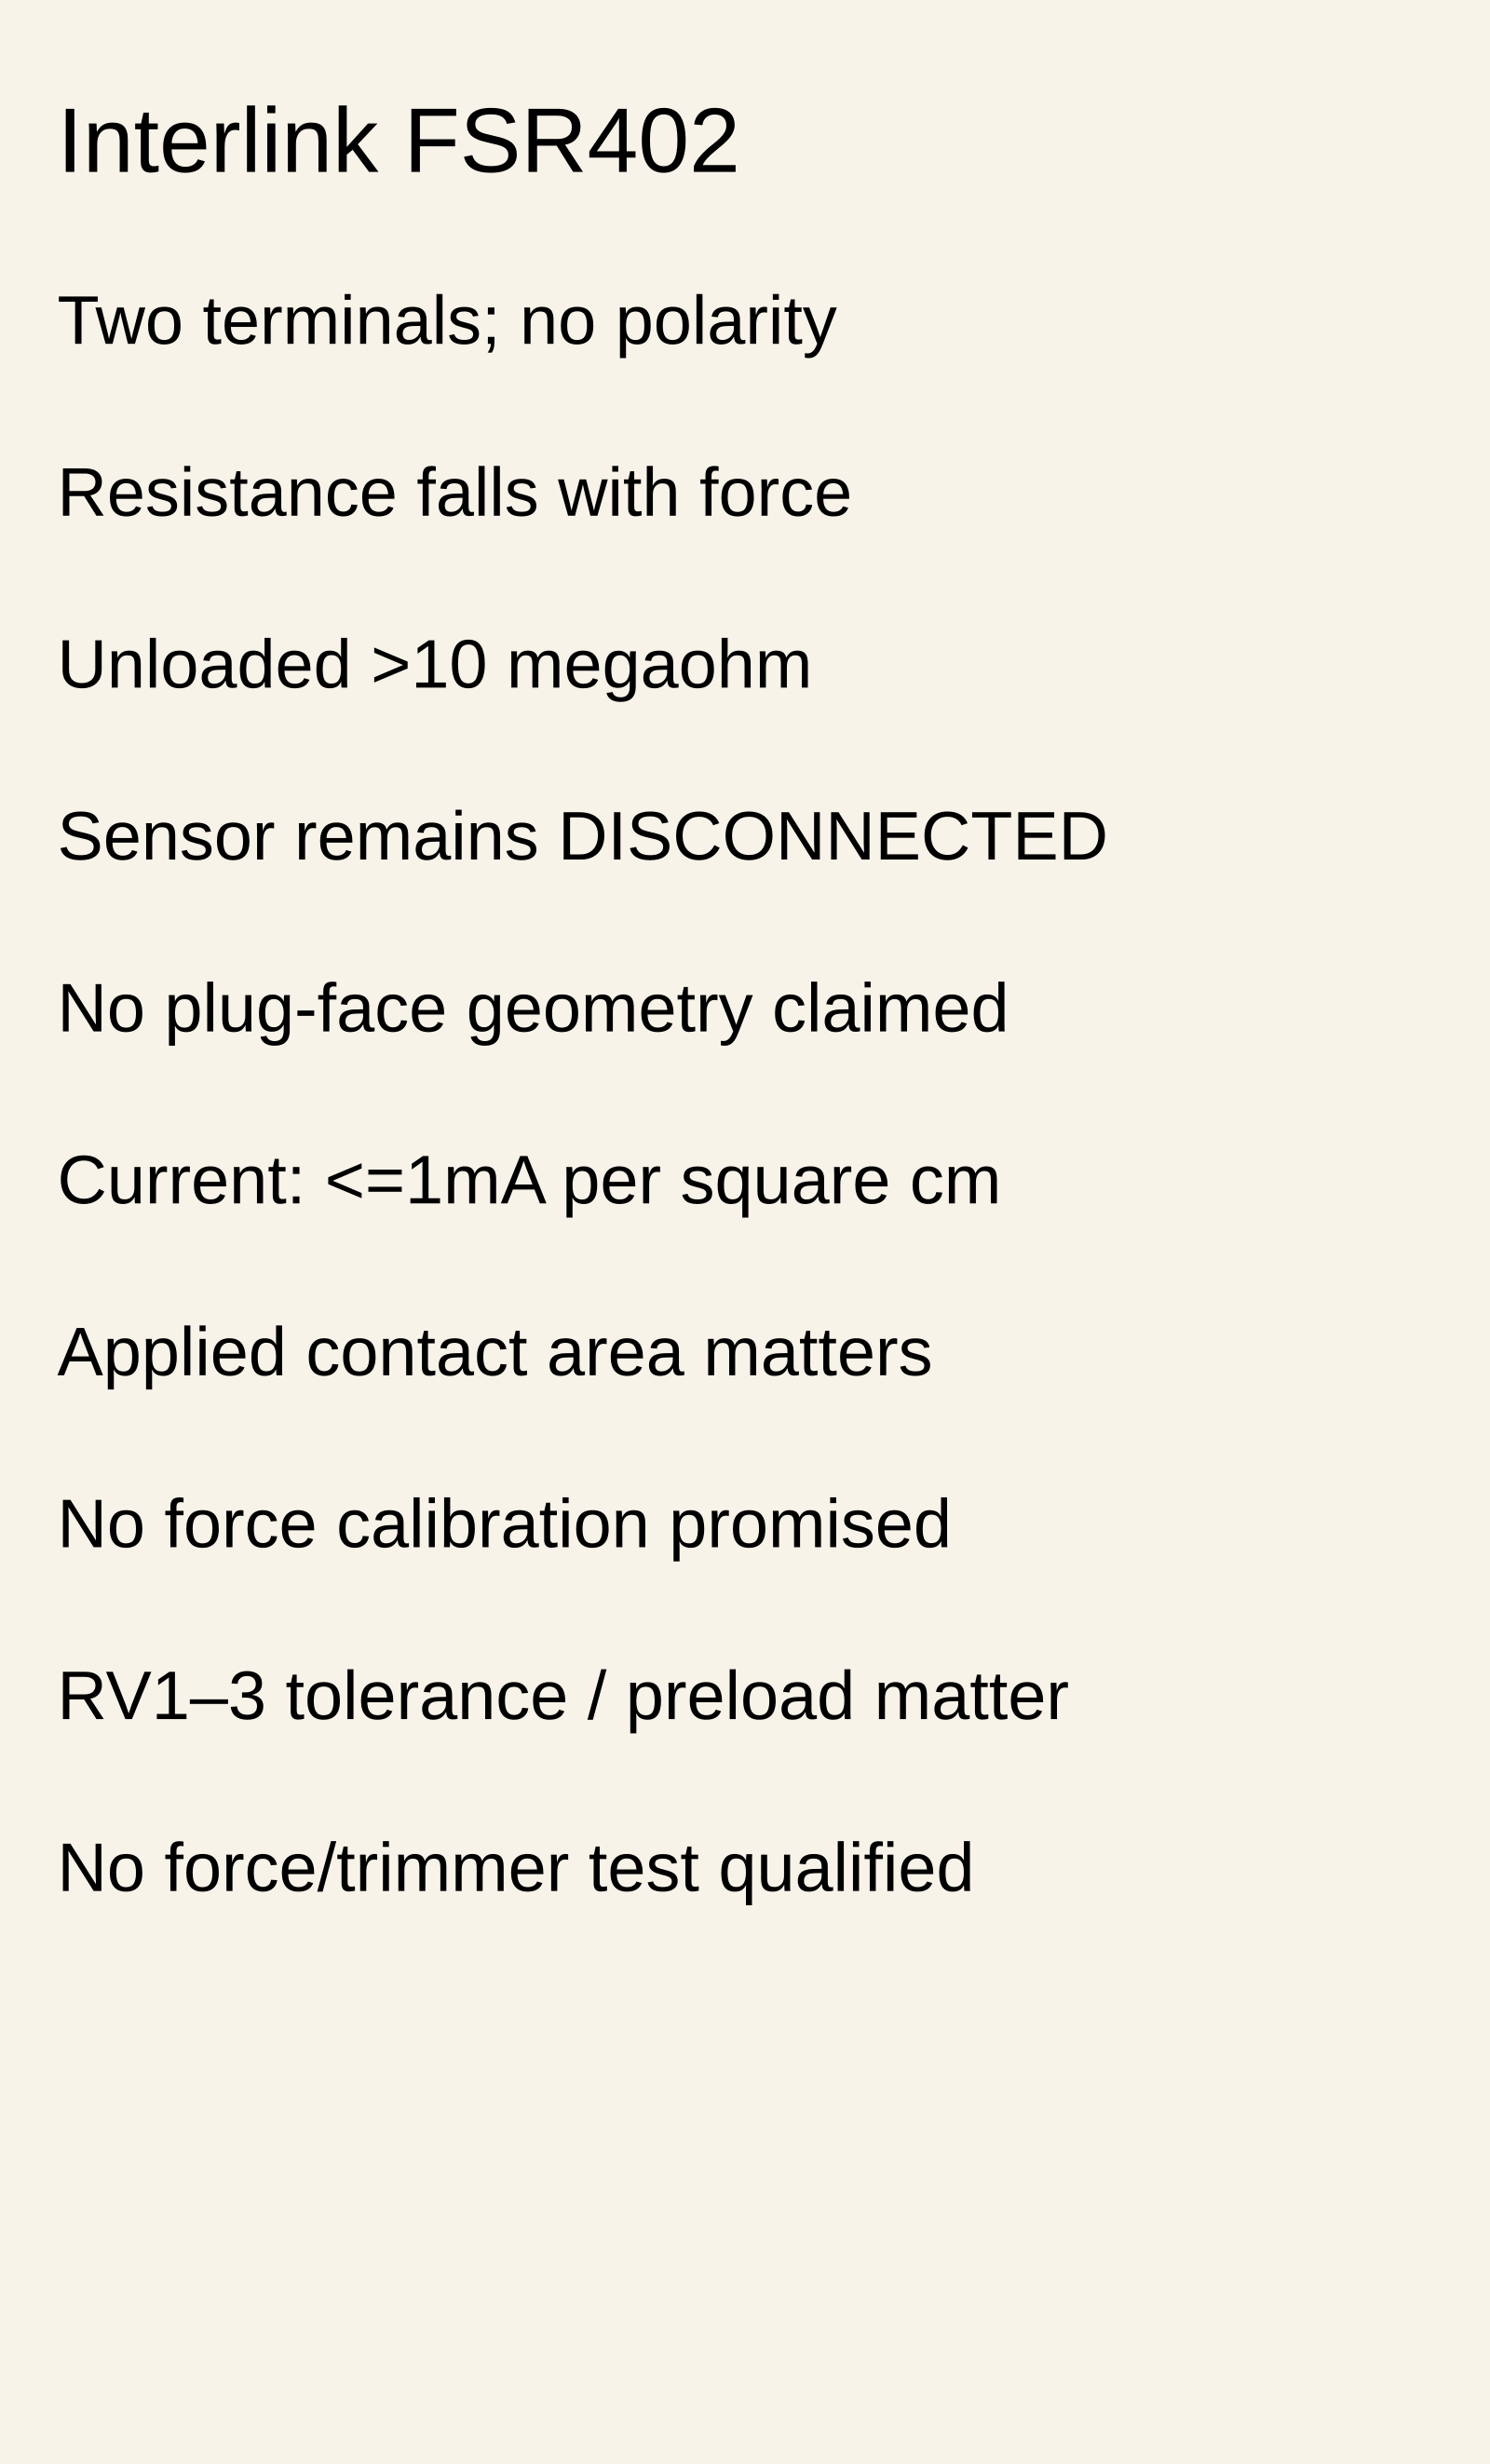 Interlink FSR402
Two terminals; no polarity
Resistance falls with force
Unloaded >10 megaohm
Sensor remains DISCONNECTED
No plug-face geometry claimed
Current: <=1mA per square cm
Applied contact area matters
No force calibration promised
RV1–3 tolerance / preload matter
No force/trimmer test qualified